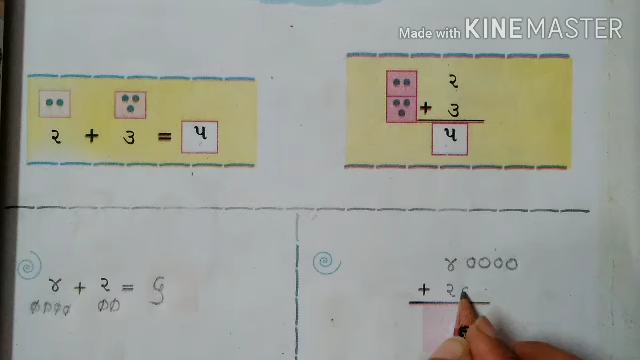 Made with KINEMASTER
૨ + ૩ = ૫
૨
+ ૩
૫
૪ + ૨ = ૬
૪
+ ૨